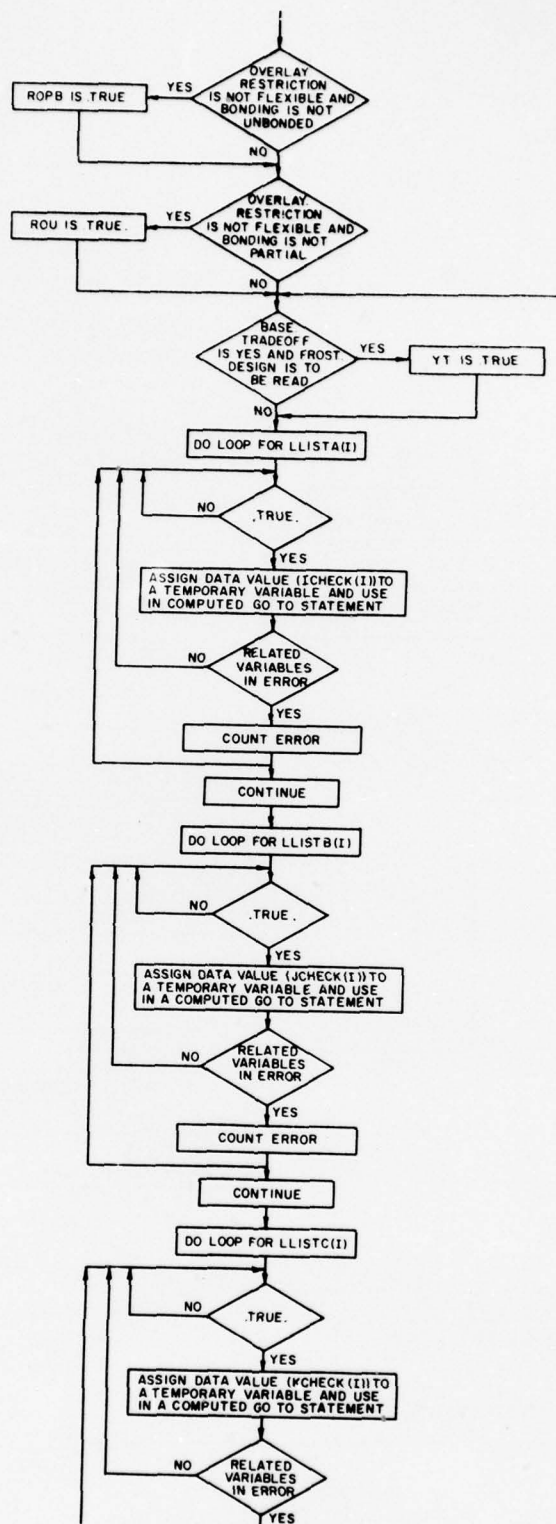 OVERLAY
RESTRICTION
IS NOT FLEXIBLE AND
BONDING IS NOT
UNBONDED
YES
ROPB IS TRUE
NO
OVERLAY
RESTRICTION
IS NOT FLEXIBLE AND
BONDING IS NOT
PARTIAL
YES
ROU IS TRUE.
NO
BASE
TRADEOFF
IS YES AND FROST
DESIGN IS TO
BE READ
YES
YT IS TRUE
NO
DO LOOP FOR LLISTA(I)
NO
.TRUE.
YES
ASSIGN DATA VALUE (ICHECK(I)) TO
A TEMPORARY VARIABLE AND USE
IN COMPUTED GO TO STATEMENT
NO
RELATED
VARIABLES
IN ERROR
YES
COUNT ERROR
CONTINUE
DO LOOP FOR LLISTB(I)
NO
.TRUE.
YES
ASSIGN DATA VALUE (JCHECK(I)) TO
A TEMPORARY VARIABLE AND USE
IN A COMPUTED GO TO STATEMENT
NO
RELATED
VARIABLES
IN ERROR
YES
COUNT ERROR
CONTINUE
DO LOOP FOR LLISTC(I)
NO
.TRUE.
YES
ASSIGN DATA VALUE (KCHECK(I)) TO
A TEMPORARY VARIABLE AND USE
IN A COMPUTED GO TO STATEMENT
NO
RELATED
VARIABLES
IN ERROR
YES